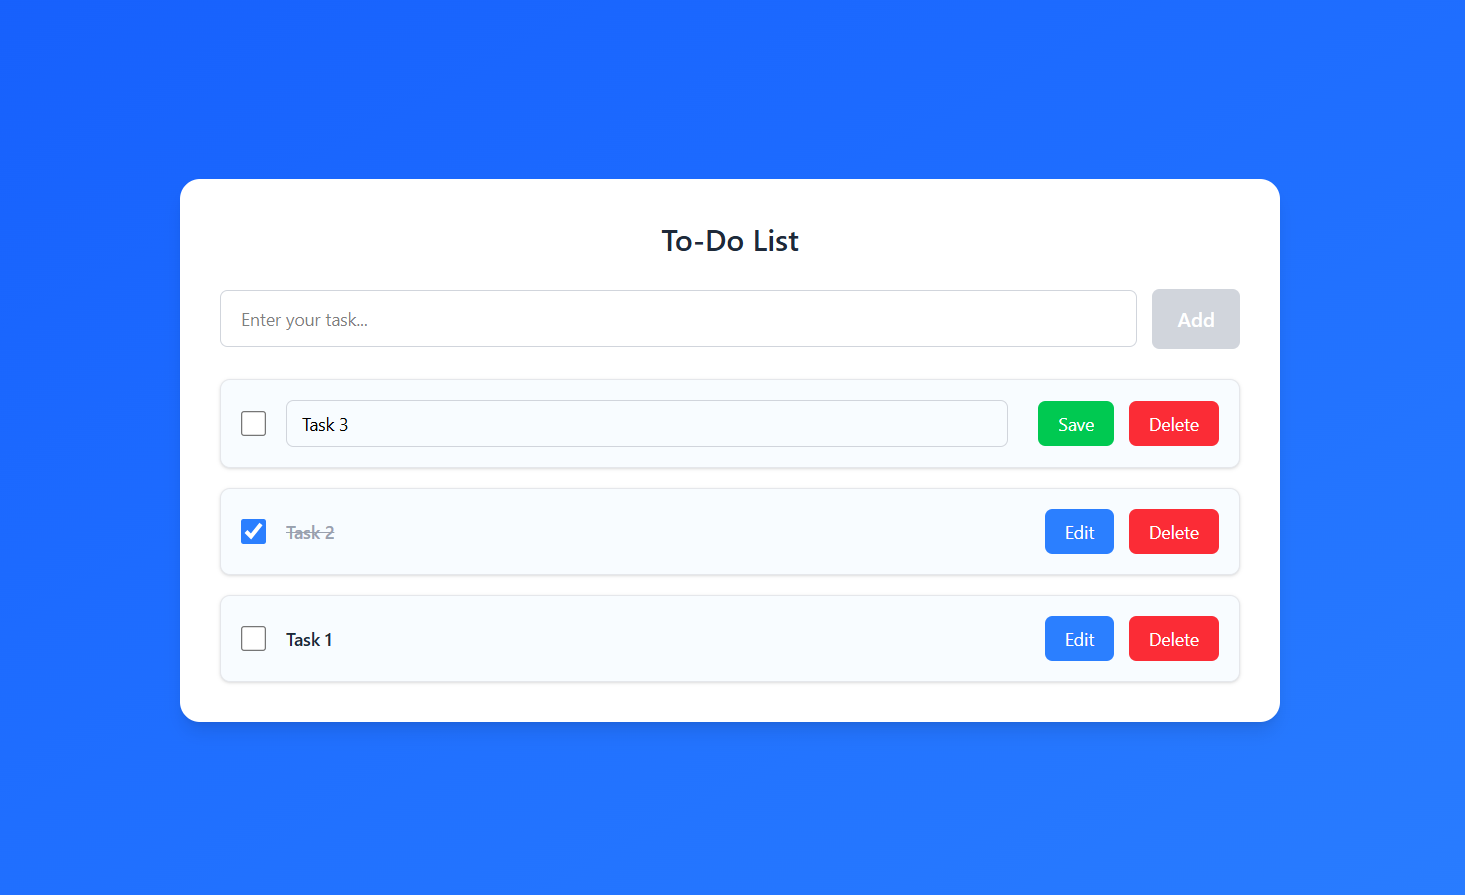 To-Do List
Enter your task...
Add
Task 3
Save
Delete
Task 2
Edit
Delete
Task 1
Edit
Delete